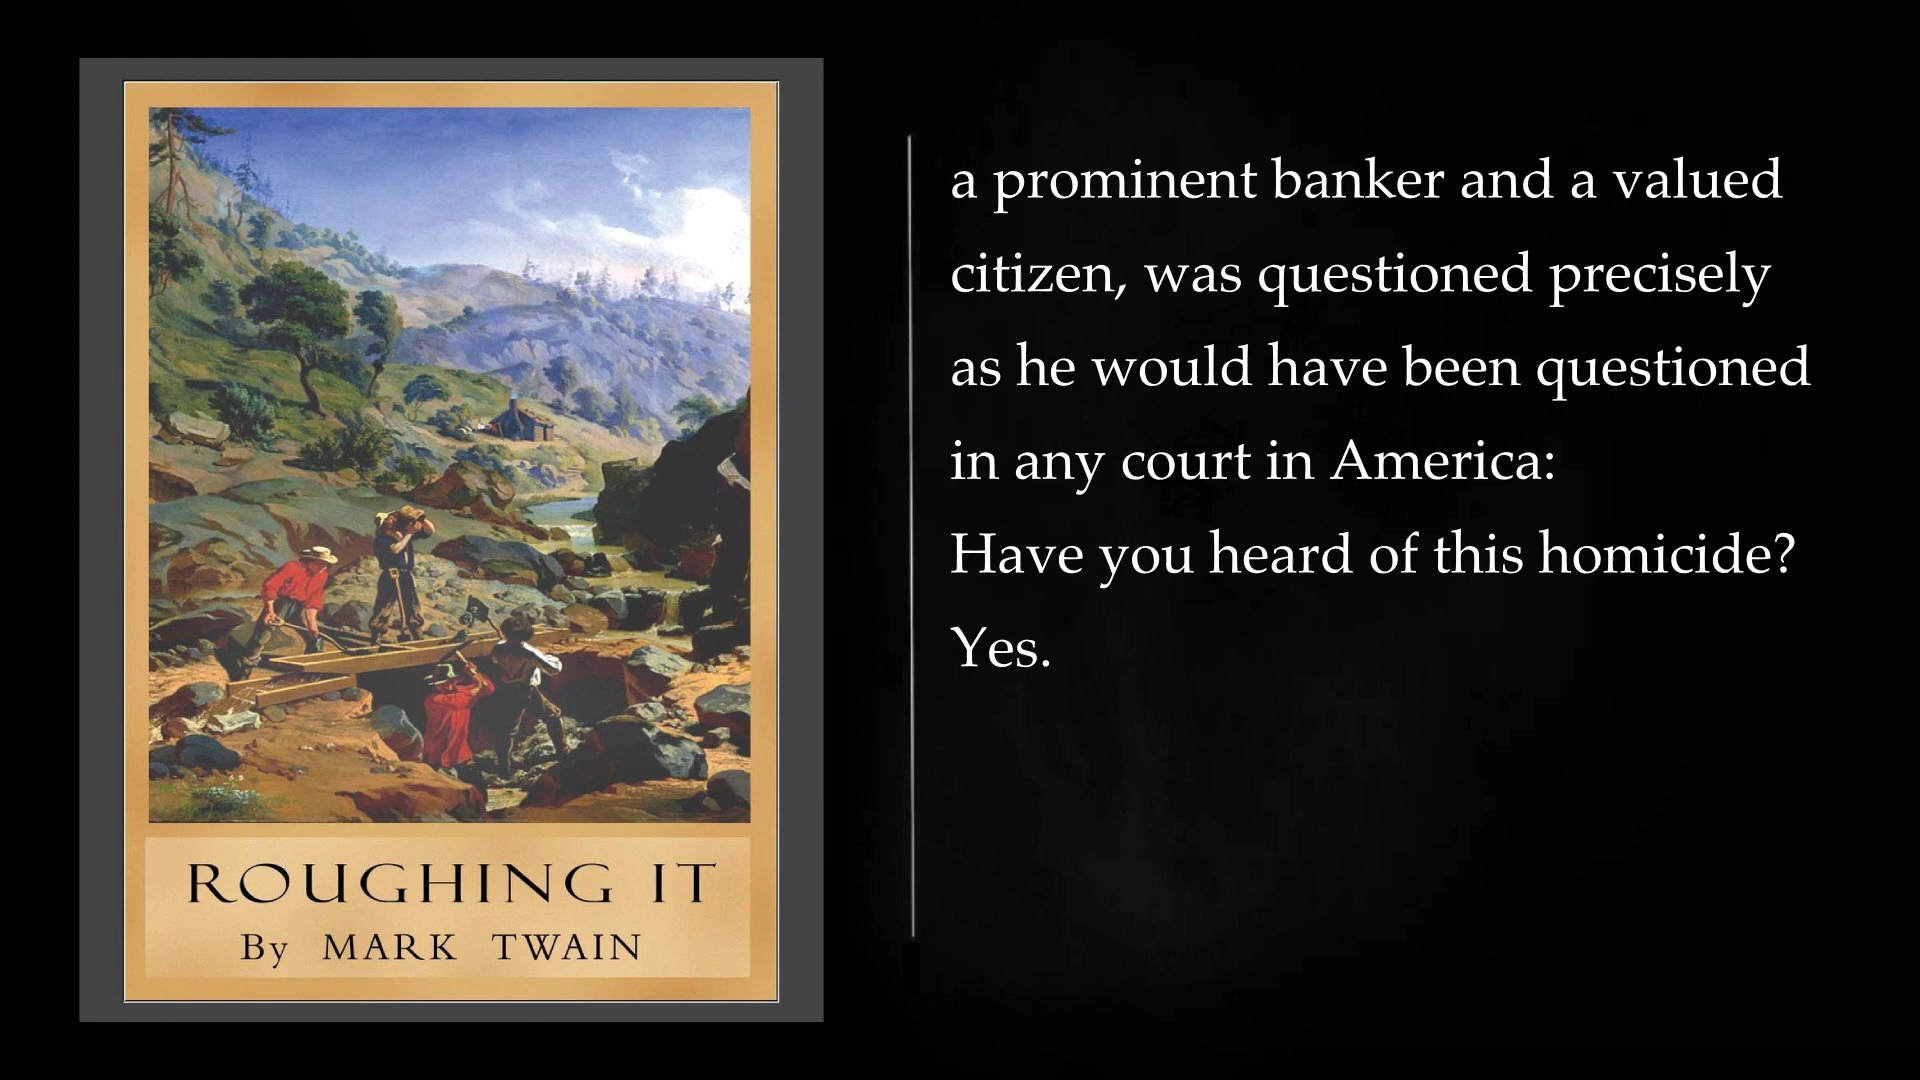 ROUGHING IT
By MARK TWAIN
a prominent banker and a valued
citizen, was questioned precisely
as he would have been questioned
in any court in America:
Have you heard of this homicide?
Yes.